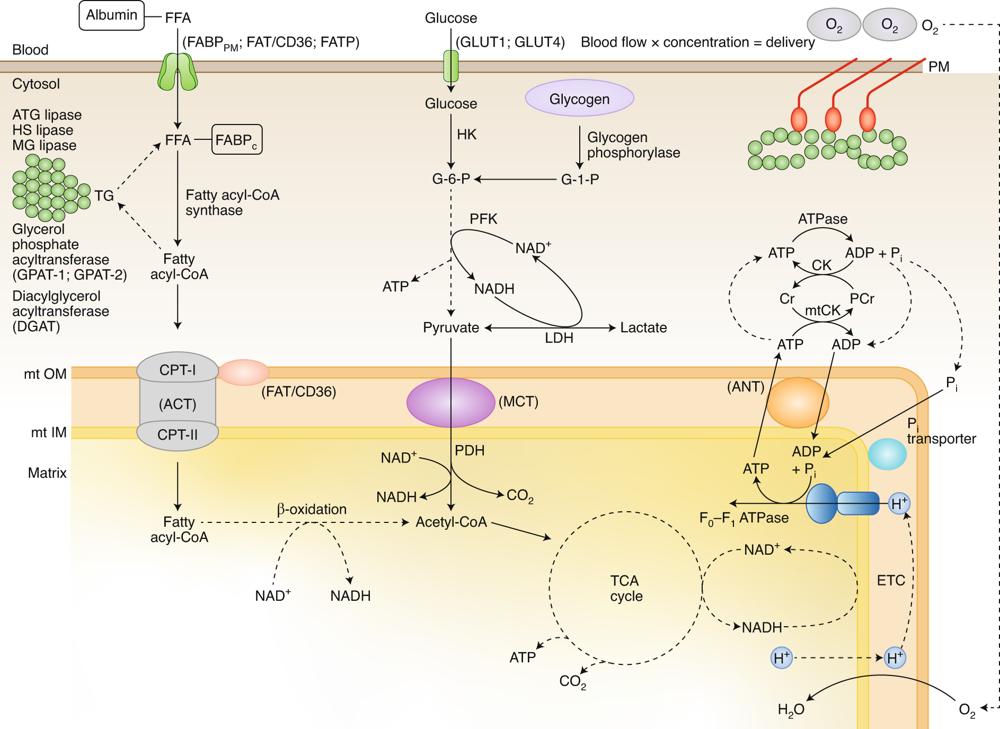 Albumin
FFA
(FABPPM; FAT/CD36; FATP)
Glucose
(GLUT1; GLUT4)
Blood flow × concentration = delivery
O2
O2
O2
Blood
PM
Cytosol
Glucose
Glycogen
ATG lipase
HS lipase
MG lipase
FFA
FABPc
HK
Glycogen
phosphorylase
G-6-P
G-1-P
TG
Fatty acyl-CoA
synthase
Glycerol
phosphate
acyltransferase
(GPAT-1; GPAT-2)
Diacylglycerol
acyltransferase
(DGAT)
Fatty
acyl-CoA
PFK
NAD+
ATP
NADH
Pyruvate
Lactate
LDH
ATPase
ATP
ADP + Pi
CK
Cr
PCr
mtCK
ATP
ADP
mt OM
CPT-I
(FAT/CD36)
(ACT)
(MCT)
(ANT)
Pi
mt IM
CPT-II
Pi
transporter
Matrix
NAD+
PDH
NADH
CO2
ADP
+ Pi
ATP
H+
F0–F1 ATPase
β-oxidation
Fatty
acyl-CoA
Acetyl-CoA
NAD+
NADH
TCA
cycle
NAD+
ETC
NADH
ATP
CO2
H+
H+
H2O
O2